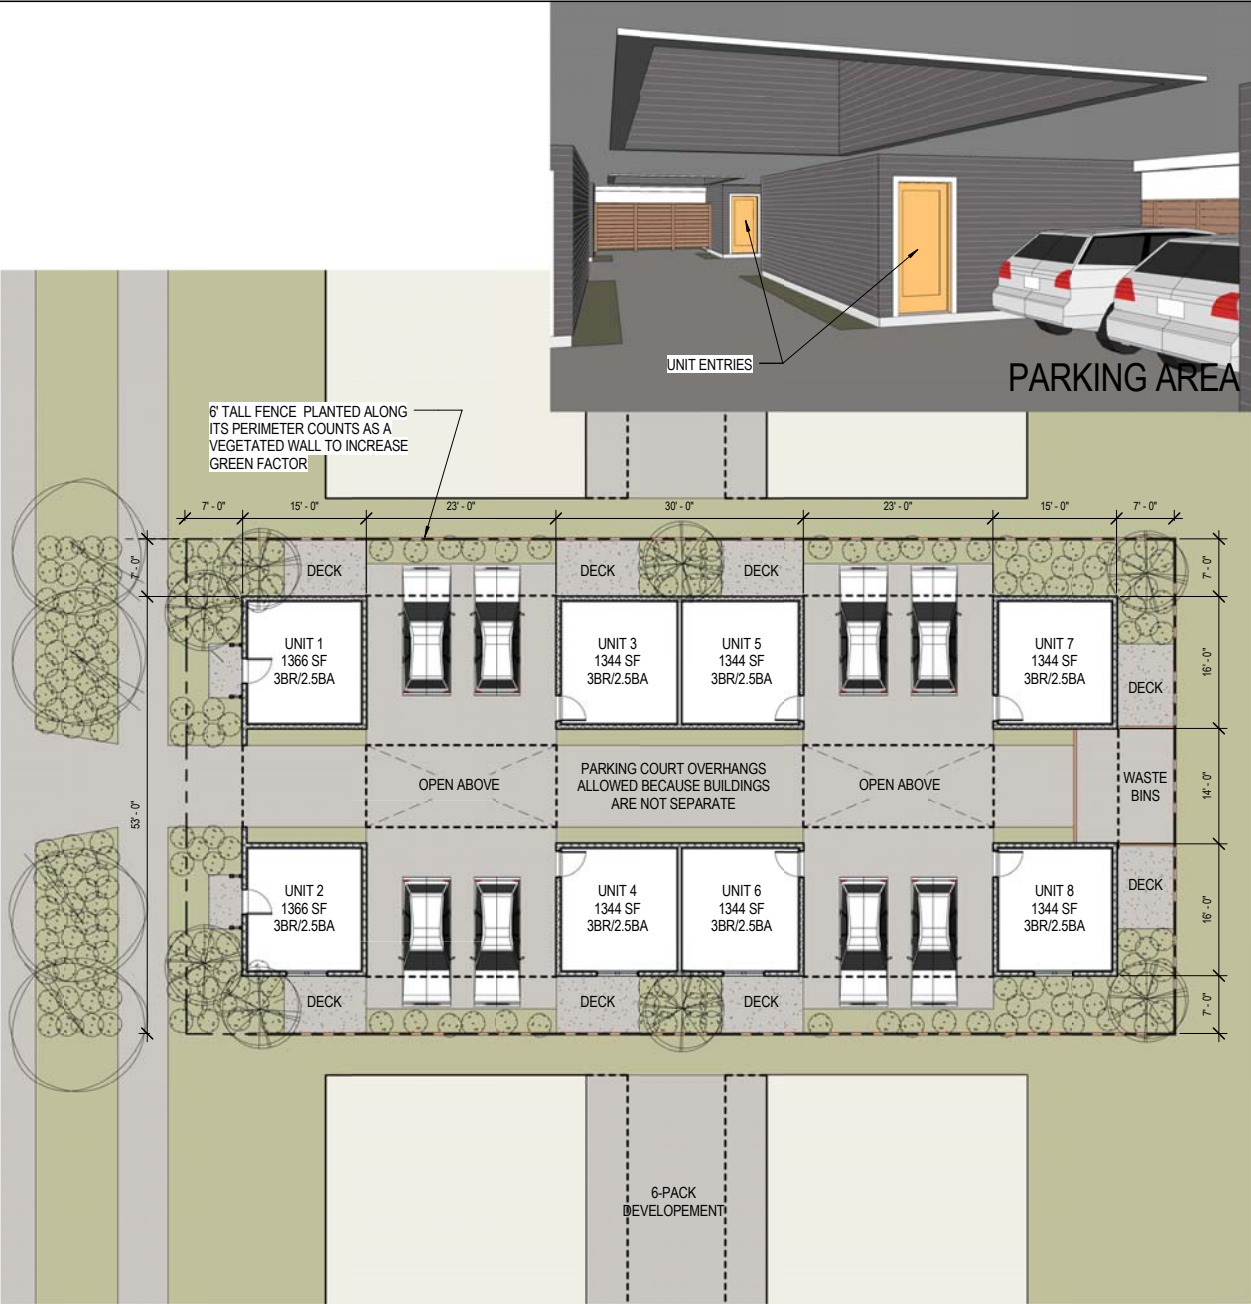 UNIT ENTRIES
PARKING AREA
6' TALL FENCE PLANTED ALONG
ITS PERIMETER COUNTS AS A
VEGETATED WALL TO INCREASE
GREEN FACTOR
7' - 0"
15' - 0"
23' - 0"
30' - 0"
23' - 0"
15' - 0"
7' - 0"
7' - 0"
DECK
DECK
DECK
7' - 0"
UNIT 1
1366 SF
3BR/2.5BA
UNIT 3
1344 SF
3BR/2.5BA
UNIT 5
1344 SF
3BR/2.5BA
UNIT 7
1344 SF
3BR/2.5BA
16' - 0"
DECK
53' - 0"
OPEN ABOVE
PARKING COURT OVERHANGS
ALLOWED BECAUSE BUILDINGS
ARE NOT SEPARATE
OPEN ABOVE
WASTE
BINS
14' - 0"
UNIT 2
1366 SF
3BR/2.5BA
UNIT 4
1344 SF
3BR/2.5BA
UNIT 6
1344 SF
3BR/2.5BA
UNIT 8
1344 SF
3BR/2.5BA
DECK
16' - 0"
DECK
DECK
DECK
7' - 0"
6-PACK
DEVELOPEMENT